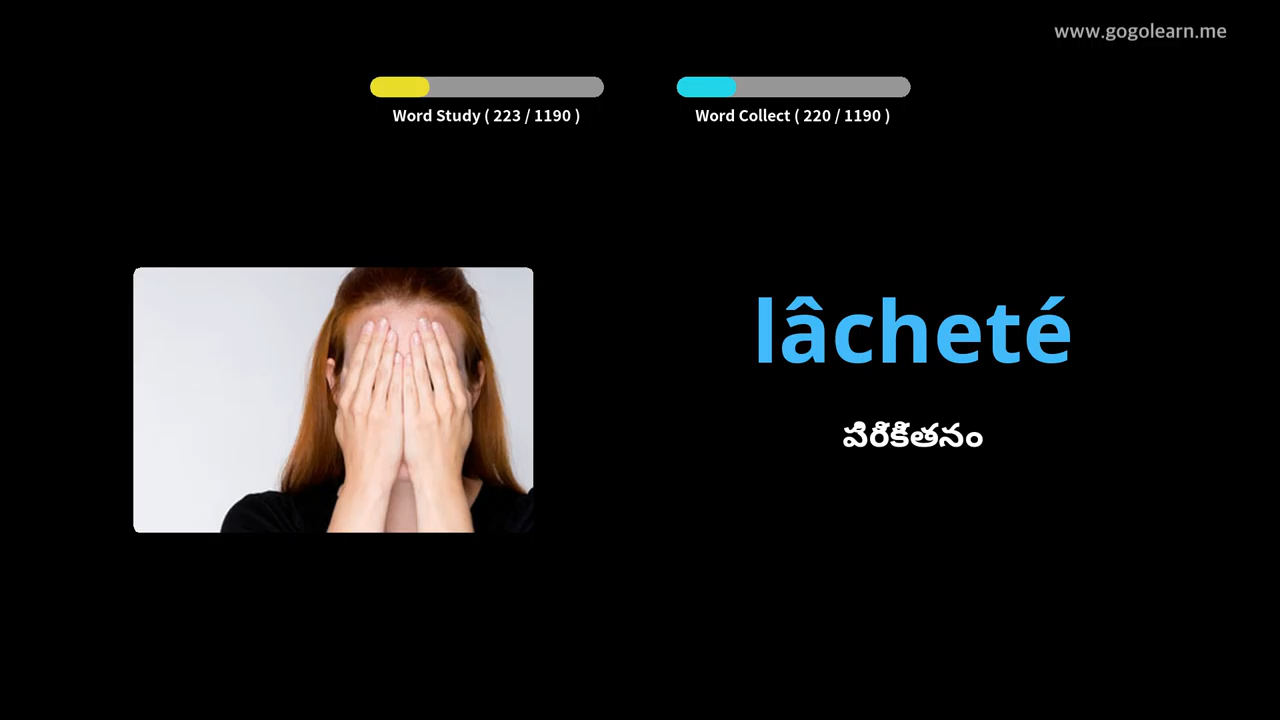 www.gogolearn.me
Word Study ( 223 / 1190 )
Word Collect ( 220 / 1190 )
lâcheté
పిరికితనం